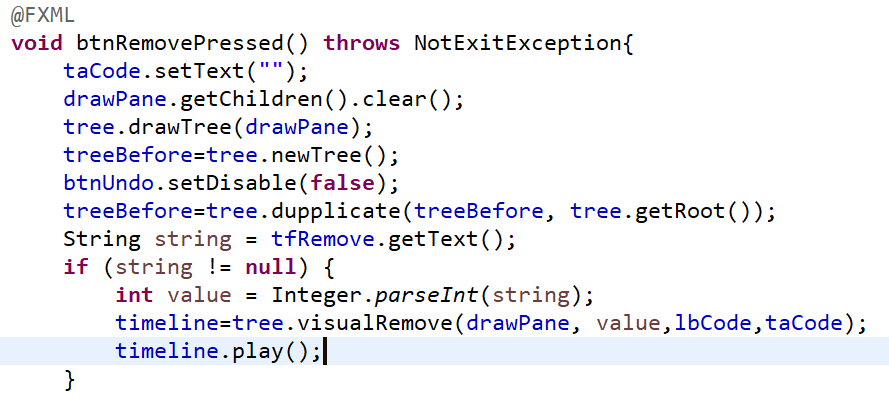 @FXML
void btnRemovePressed() throws NotExitException{
taCode.setText("");
drawPane.getChildren().clear();
tree.drawTree(drawPane);
treeBefore=tree.newTree();
btnUndo.setDisable(false);
treeBefore=tree.dupplicate(treeBefore, tree.getRoot());
String string = tfRemove.getText();
if (string != null) {
int value = Integer.parseInt(string);
timeline=tree.visualRemove(drawPane, value,lbCode,taCode);
timeline.play();
}